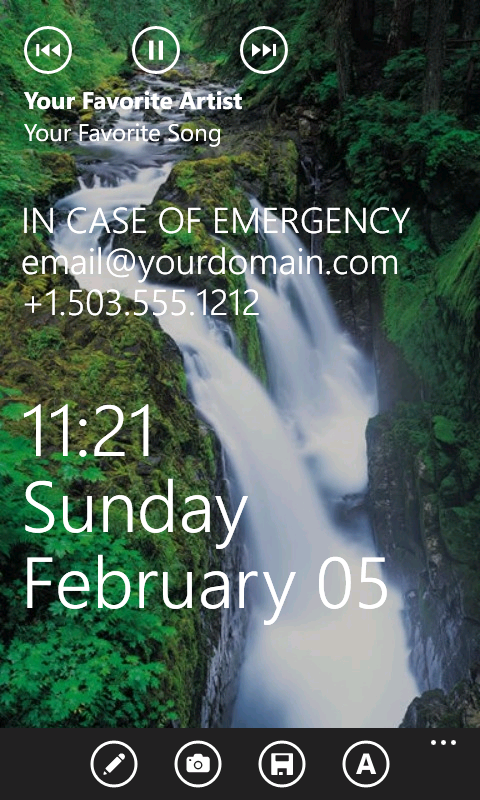 Your Favorite Artist
Your Favorite Song
IN CASE OF EMERGENCY
email@yourdomain.com
+1.503.555.1212
11:21
Sunday
February 05
A